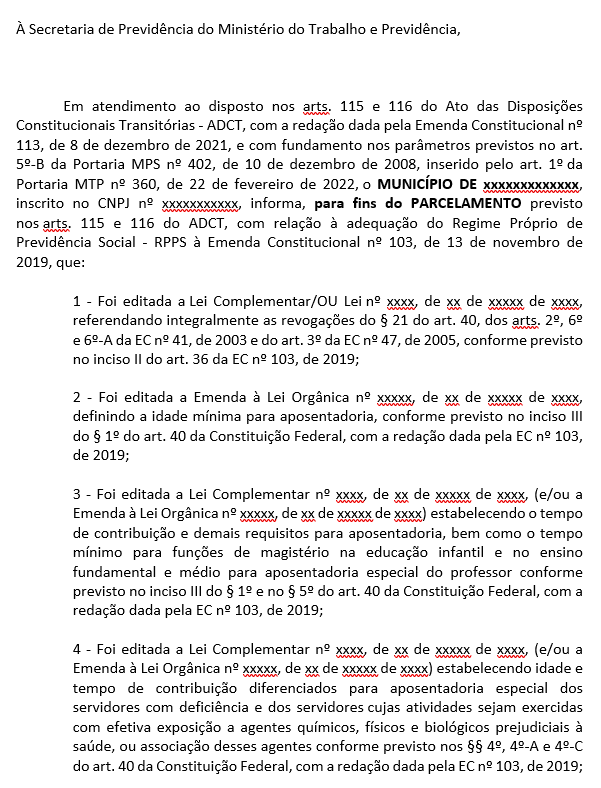 À Secretaria de Previdência do Ministério do Trabalho e Previdência,
Em atendimento ao disposto nos arts. 115 e 116 do Ato das Disposições
Constitucionais Transitórias - ADCT, com a redação dada pela Emenda Constitucional nº
113, de 8 de dezembro de 2021, e com fundamento nos parâmetros previstos no art.
5º-B da Portaria MPS nº 402, de 10 de dezembro de 2008, inserido pelo art. 1º da
Portaria MTP nº 360, de 22 de fevereiro de 2022, o MUNICÍPIO DE xxxxxxxxxxxxx,
inscrito no CNPJ nº xxxxxxxxxxx, informa, para fins do PARCELAMENTO previsto
nos arts. 115 e 116 do ADCT, com relação à adequação do Regime Próprio de
Previdência Social - RPPS à Emenda Constitucional nº 103, de 13 de novembro de
2019, que:
1 - Foi editada a Lei Complementar/OU Lei nº xxxx, de xx de xxxxx de xxxx,
referendando integralmente as revogações do § 21 do art. 40, dos arts. 2º, 6º
e 6º-A da EC nº 41, de 2003 e do art. 3º da EC nº 47, de 2005, conforme previsto
no inciso II do art. 36 da EC nº 103, de 2019;
2 - Foi editada a Emenda à Lei Orgânica nº xxxxx, de xx de xxxxx de xxxx,
definindo a idade mínima para aposentadoria, conforme previsto no inciso III
do § 1º do art. 40 da Constituição Federal, com a redação dada pela EC nº 103,
de 2019;
3 - Foi editada a Lei Complementar nº xxxx, de xx de xxxxx de xxxx, (e/ou a
Emenda à Lei Orgânica nº xxxxx, de xx de xxxxx de xxxx) estabelecendo o tempo
de contribuição e demais requisitos para aposentadoria, bem como o tempo
mínimo para funções de magistério na educação infantil e no ensino
fundamental e médio para aposentadoria especial do professor conforme
previsto no inciso III do § 1º e no § 5º do art. 40 da Constituição Federal, com a
redação dada pela EC nº 103, de 2019;
4 - Foi editada a Lei Complementar nº xxxx, de xx de xxxxx de xxxx, (e/ou a
Emenda à Lei Orgânica nº xxxxx, de xx de xxxxx de xxxx) estabelecendo idade e
tempo de contribuição diferenciados para aposentadoria especial dos
servidores com deficiência e dos servidores cujas atividades sejam exercidas
com efetiva exposição a agentes químicos, físicos e biológicos prejudiciais à
saúde, ou associação desses agentes conforme previsto nos §§ 4º, 4º-A e 4º-C
do art. 40 da Constituição Federal, com a redação dada pela EC nº 103, de 2019;